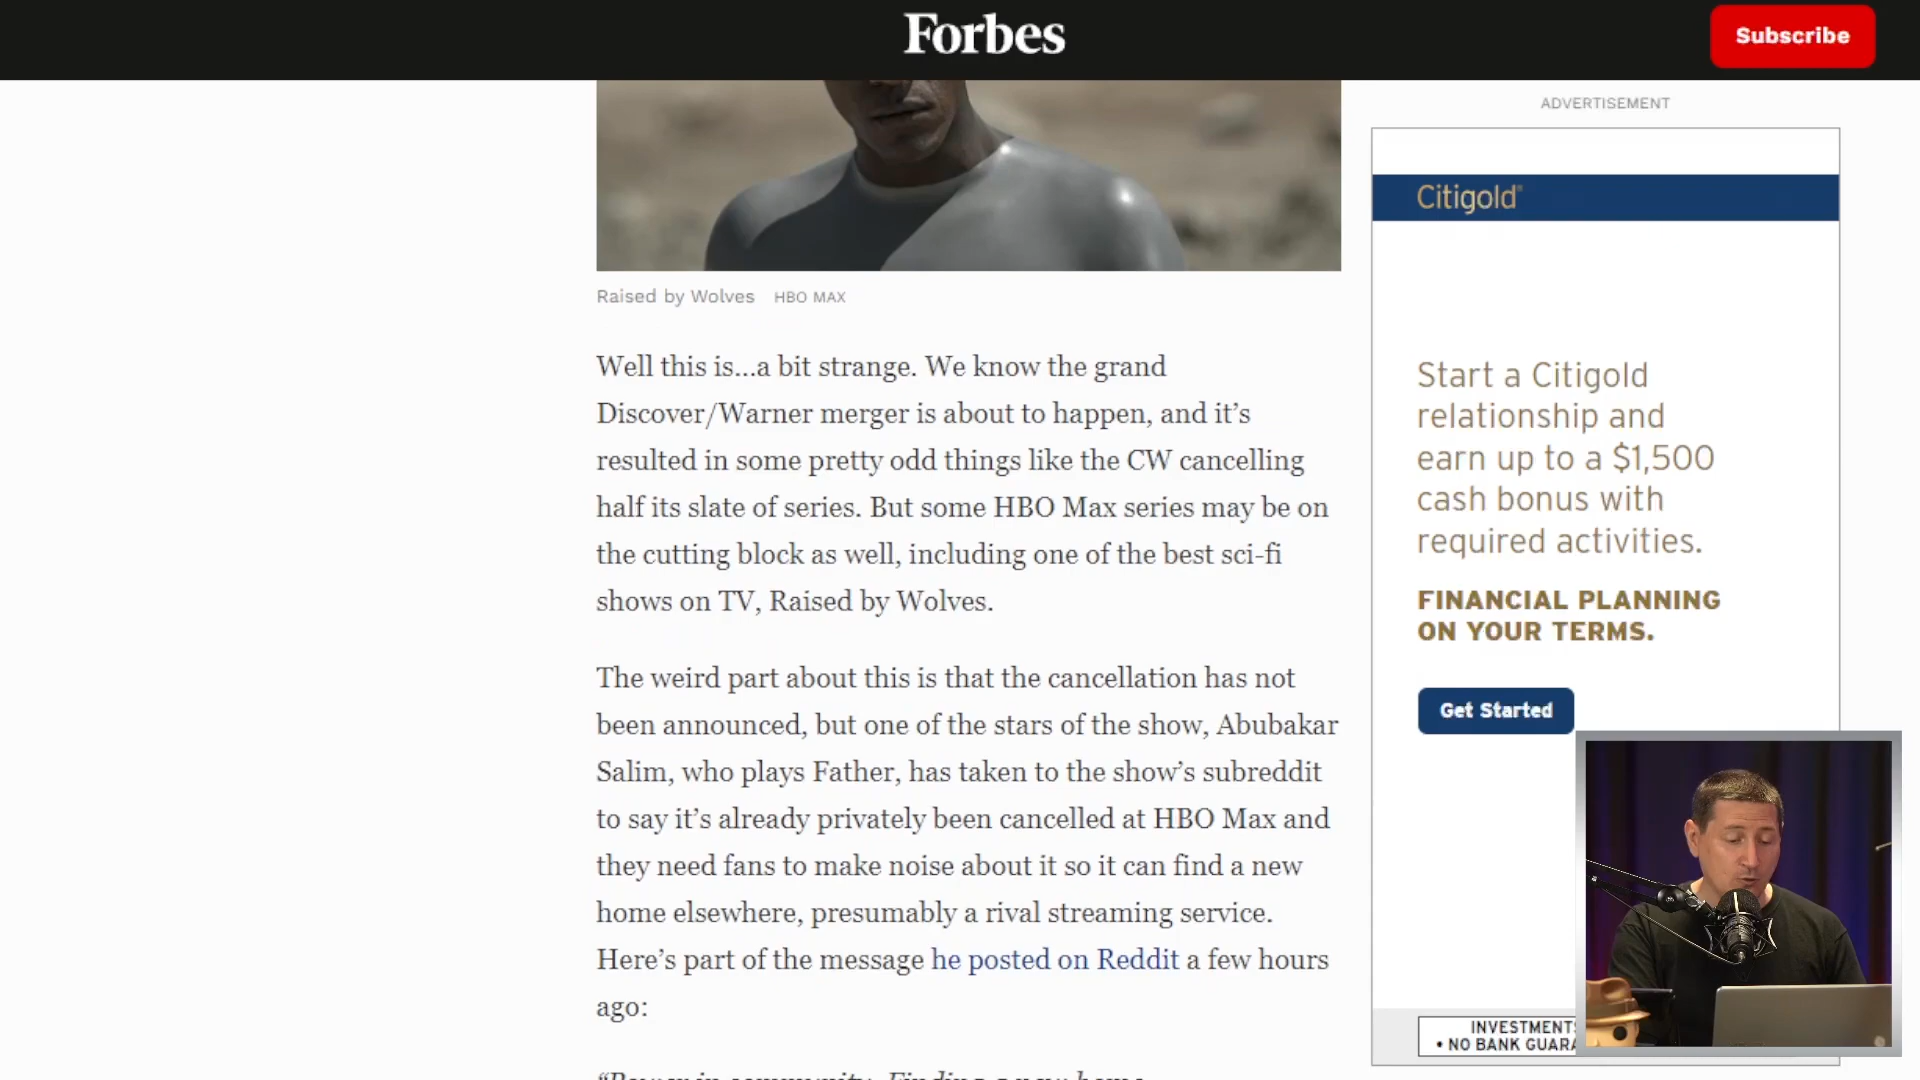 Forbes
Subscribe
ADVERTISEMENT
Citigold®
Raised by Wolves HBO MAX
Well this is...a bit strange. We know the grand
Discover/Warner merger is about to happen, and it's
resulted in some pretty odd things like the CW cancelling
half its slate of series. But some HBO Max series may be on
the cutting block as well, including one of the best sci-fi
shows on TV, Raised by Wolves.
The weird part about this is that the cancellation has not
been announced, but one of the stars of the show, Abubakar
Salim, who plays Father, has taken to the show's subreddit
to say it's already privately been cancelled at HBO Max and
they need fans to make noise about it so it can find a new
home elsewhere, presumably a rival streaming service.
Here's part of the message he posted on Reddit a few hours
ago:
Start a Citigold
relationship and
earn up to a $1,500
cash bonus with
required activities.
FINANCIAL PLANNING
ON YOUR TERMS.
Get Started
INVESTMENTS
• NO BANK GUARA